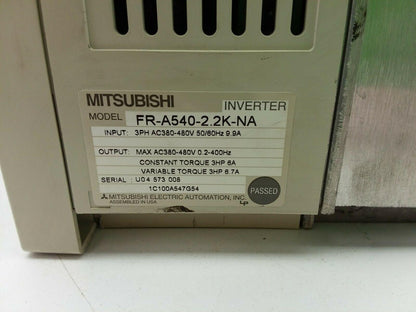 MITSUBISHI INVERTER
MODEL FR-A540-2.2K-NA
INPUT: 3PH AC380-480V 50/60Hz 9.9A
OUTPUT: MAX AC380-480V 0.2-400Hz
CONSTANT TORQUE 3HP 6A
VARIABLE TORQUE 3HP 6.7A
SERIAL: U04 573 006
1C100A547G54
PASSED
MITSUBISHI ELECTRIC AUTOMATION, INC.
ASSEMBLED IN USA